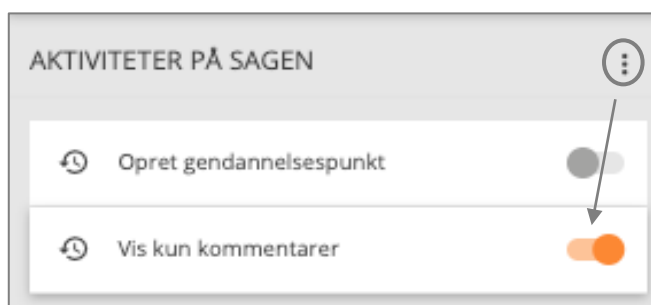 AKTIVITETER PÅ SAGEN
Opret gendannelsespunkt
Vis kun kommentarer